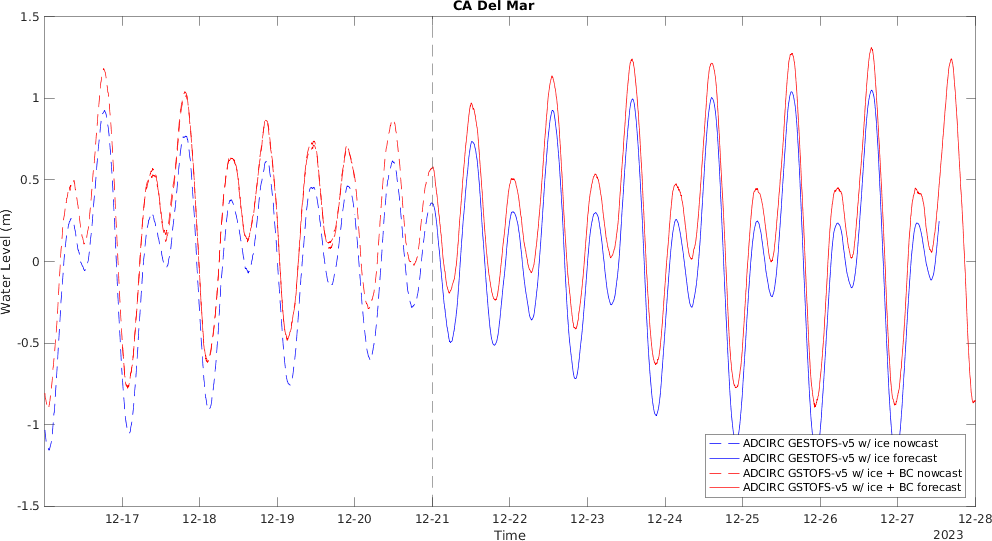 CA Del Mar
1.5
1
0.5
0
-0.5
-1
-1.5
Water Level (m)
ADCIRC GESTOFS-v5 w/ ice nowcast
ADCIRC GESTOFS-v5 w/ ice forecast
ADCIRC GSTOFS-v5 w/ ice + BC nowcast
ADCIRC GSTOFS-v5 w/ ice + BC forecast
12-17 12-18 12-19 12-20 12-21 12-22 12-23 12-24 12-25 12-26 12-27 12-28
Time
2023